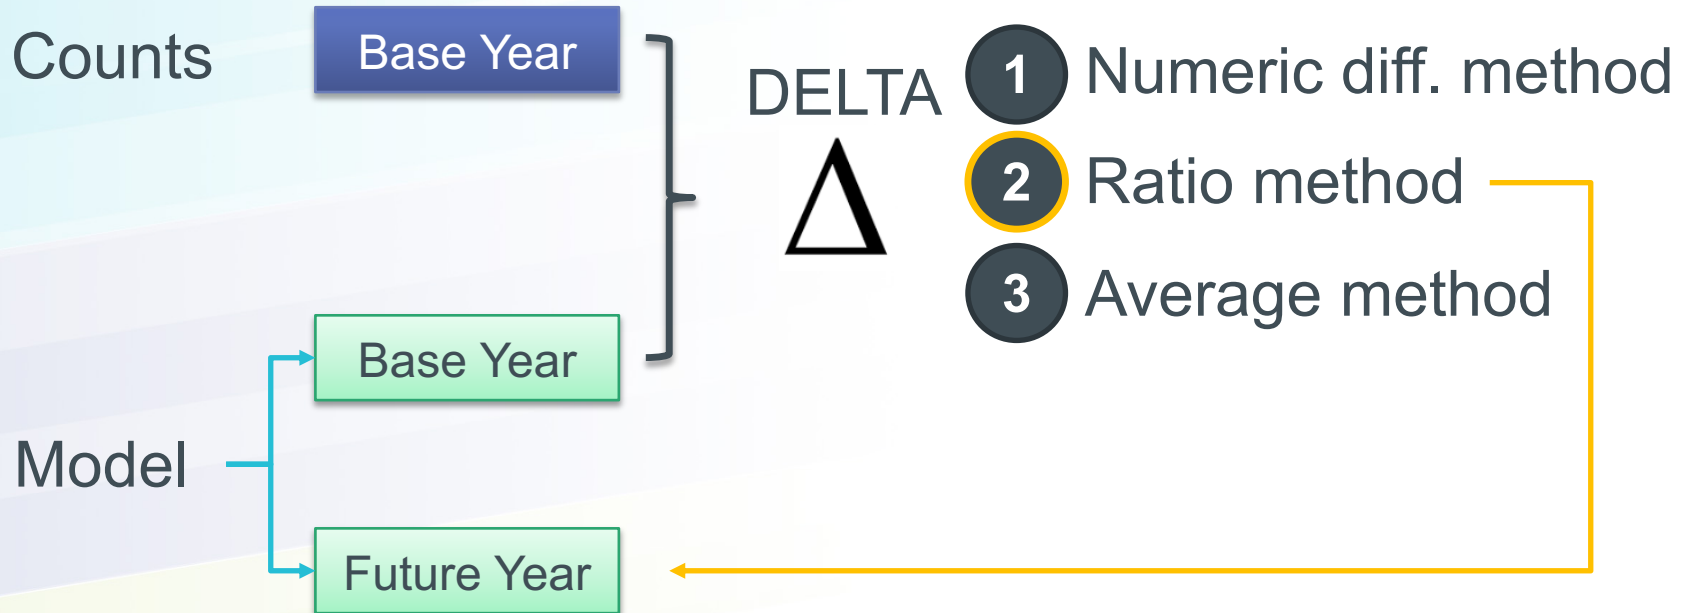 Counts
Base Year
DELTA
Δ
1 Numeric diff. method
2 Ratio method
3 Average method
Base Year
Model
Future Year